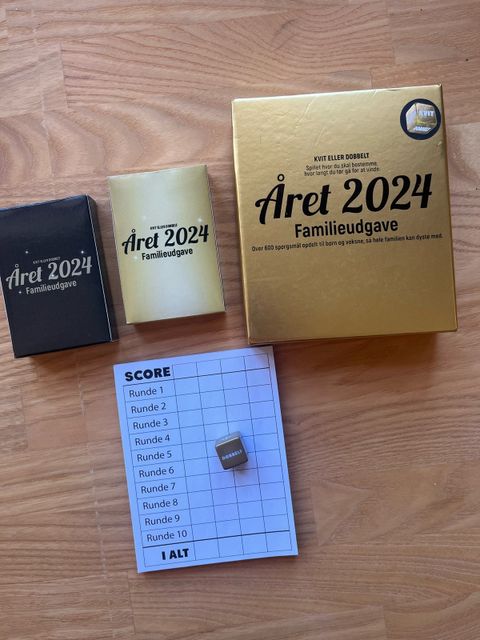 KVIT ELLER DOBBELT
Spillet hvor du skal bestemme,
hvor langt du tør gå for at vinde.
Året 2024
Familieudgave
Over 600 spørgsmål opdelt til børn og voksne, så hele familien kan dyste med.
KVIT
KVIT ELLER DOBBELT
Året 2024
Familieudgave
KVIT ELLER DOBBELT
Året 2024
Familieudgave
SCORE
Runde 1
Runde 2
Runde 3
Runde 4
Runde 5
Runde 6
Runde 7
Runde 8
Runde 9
Runde 10
I ALT
DOBBELT